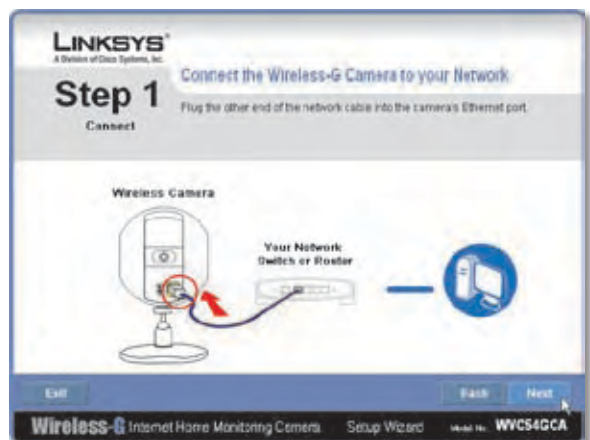 LINKSYS®
A Division of Cisco Systems, Inc.
Step 1
Connect
Connect the Wireless-G Camera to your Network
Plug the other end of the network cable into the camera's Ethernet port.
Wireless Camera
Your Network
Switch or Router
Exit
Back
Next
Wireless-G Internet Home Monitoring Camera
Setup Wizard
Model No. WVC54GCA